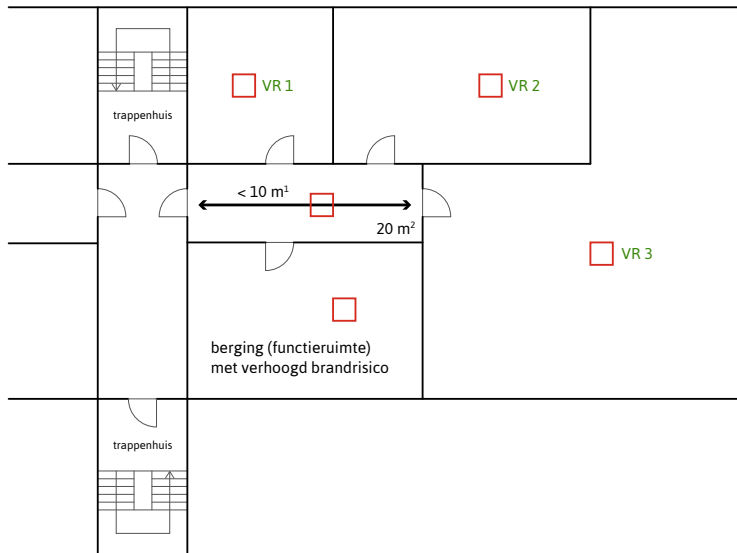 VR 1
VR 2
trappenhuis
< 10 m¹
20 m²
VR 3
berging (functieruimte)
met verhoogd brandrisico
trappenhuis